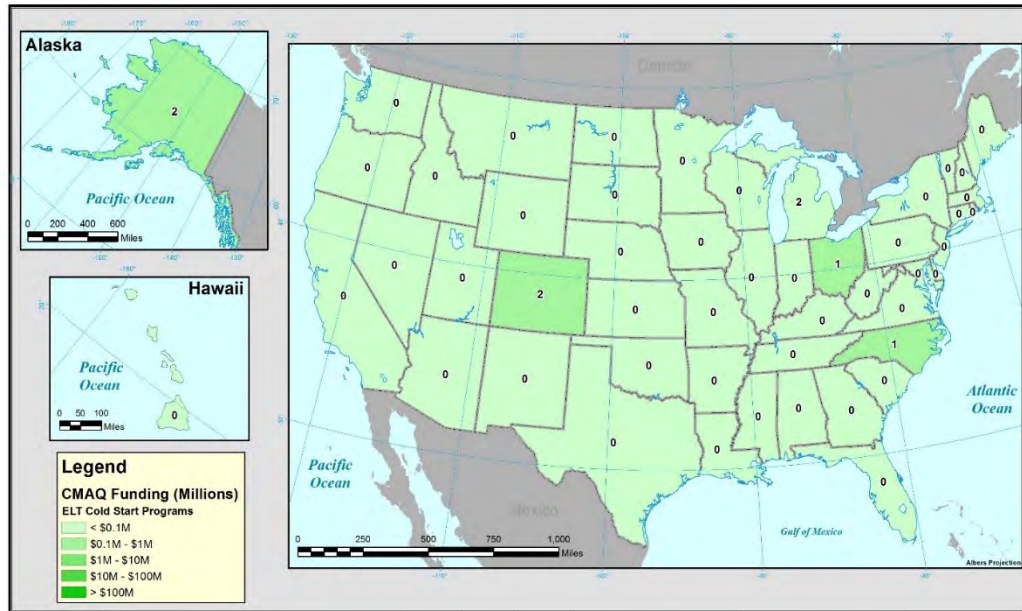 Alaska
2
Pacific Ocean
0 200 400 600
Miles
Hawaii
Pacific
Ocean
0
0 50 100
Miles
Legend
CMAQ Funding (Millions)
ELT Cold Start Programs
< $0.1M
$0.1M - $1M
$1M - $10M
$10M - $100M
> $100M
Canada
0
0
0
0
0
0
0
0
0
0
0
2
0
0
0
0
0
0
0
0
0
0
0
0
0
2
0
0
0
0
1
0
0
0
0
0
0
0
0
0
0
0
1
0
0
0
0
0
0
0
0
Pacific
Ocean
Atlantic
Ocean
Mexico
Gulf of Mexico
0 250 500 750 1,000
Miles
Albers Projection